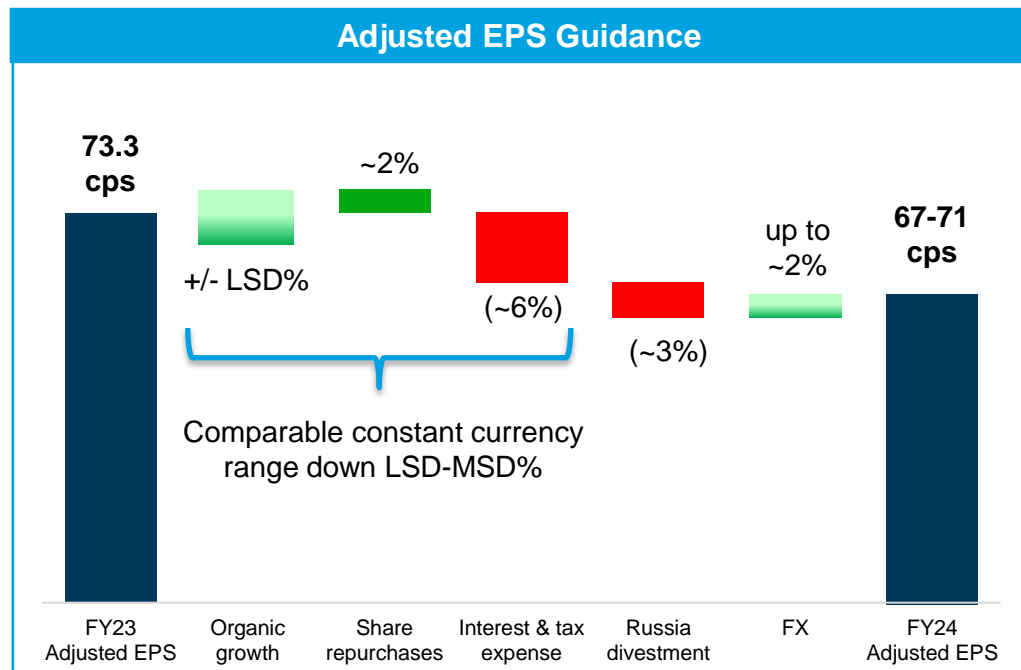 Adjusted EPS Guidance
73.3
cps
+/- LSD%
~2%
(~6%)
(~3%)
up to
~2%
67-71
cps
Comparable constant currency
range down LSD-MSD%
FY23
Adjusted EPS
Organic
growth
Share
repurchases
Interest & tax
expense
Russia
divestment
FX
FY24
Adjusted EPS